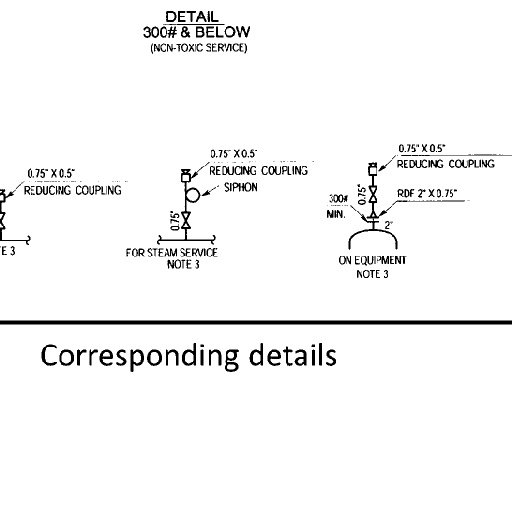 DETAIL
300# & BELOW
(NCN-TOXIC SERVICE)
0.75" X 0.5"
REDUCING COUPLING
0.75" X 0.5"
REDUCING COUPLING
SIPHON
0.75"
0.75" X 0.5"
REDUCING COUPLING
0.75"
300#
MIN.
RDF 2" X 0.75"
2"
TE 3
FOR STEAM SERVICE
NOTE 3
ON EQUIPMENT
NOTE 3
Corresponding details